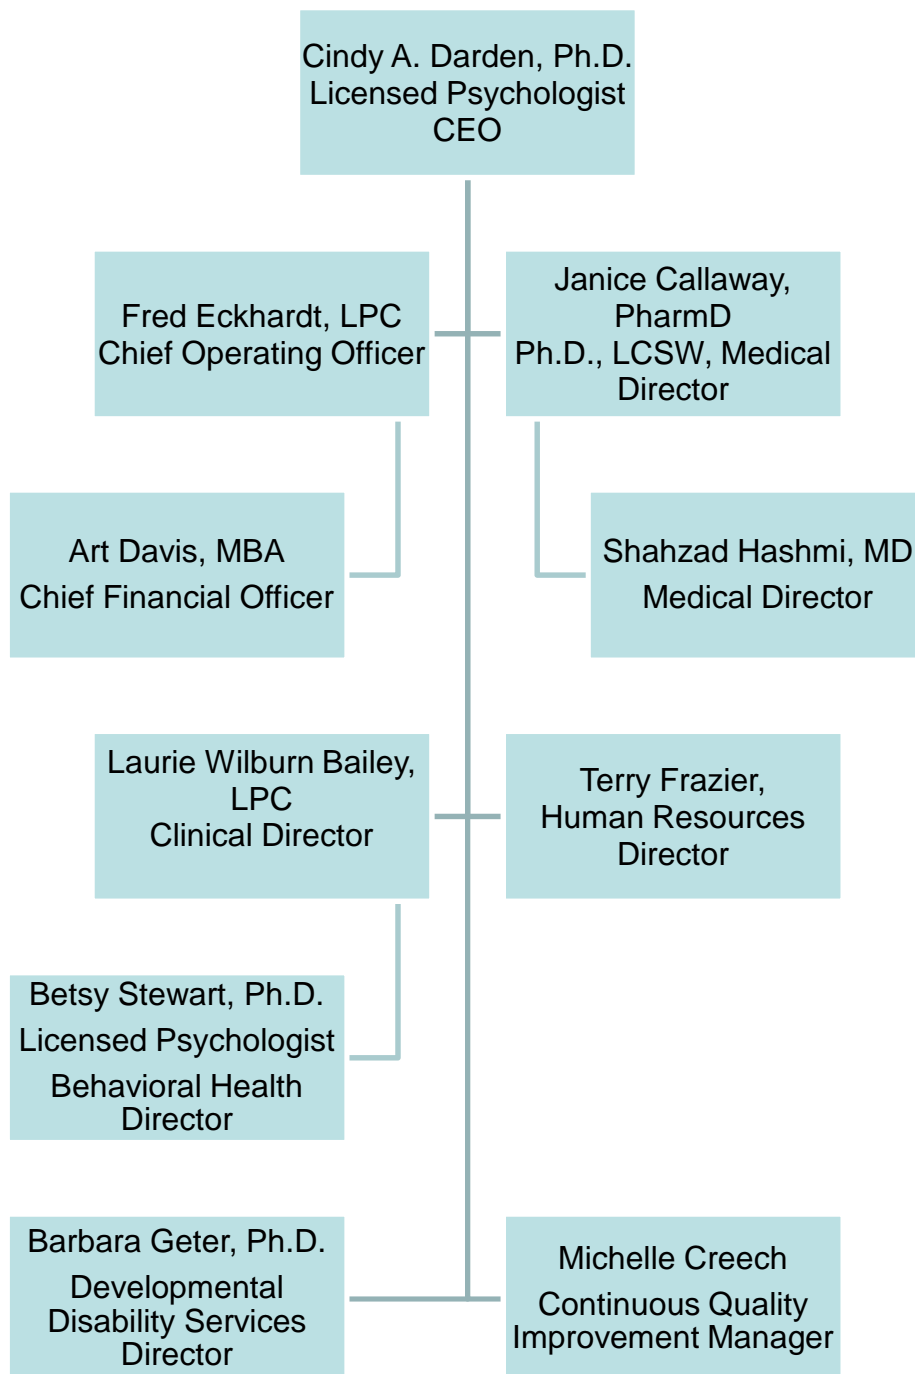 Cindy A. Darden, Ph.D.
Licensed Psychologist
CEO
Fred Eckhardt, LPC
Chief Operating Officer
Janice Callaway,
PharmD
Ph.D., LCSW, Medical
Director
Art Davis, MBA
Chief Financial Officer
Shahzad Hashmi, MD
Medical Director
Laurie Wilburn Bailey,
LPC
Clinical Director
Terry Frazier,
Human Resources
Director
Betsy Stewart, Ph.D.
Licensed Psychologist
Behavioral Health
Director
Barbara Geter, Ph.D.
Developmental
Disability Services
Director
Michelle Creech
Continuous Quality
Improvement Manager